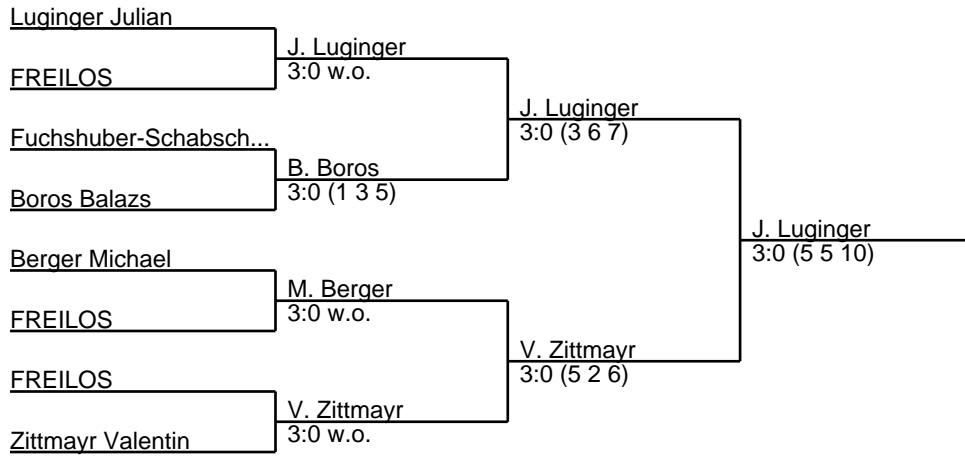 Luginger Julian
J. Luginger
3:0 w.o.
FREILOS
J. Luginger
3:0 (3 6 7)
Fuchshuber-Schabsch...
B. Boros
3:0 (1 3 5)
Boros Balazs
J. Luginger
3:0 (5 5 10)
Berger Michael
M. Berger
3:0 w.o.
FREILOS
V. Zittmayr
3:0 (5 2 6)
FREILOS
V. Zittmayr
3:0 w.o.
Zittmayr Valentin